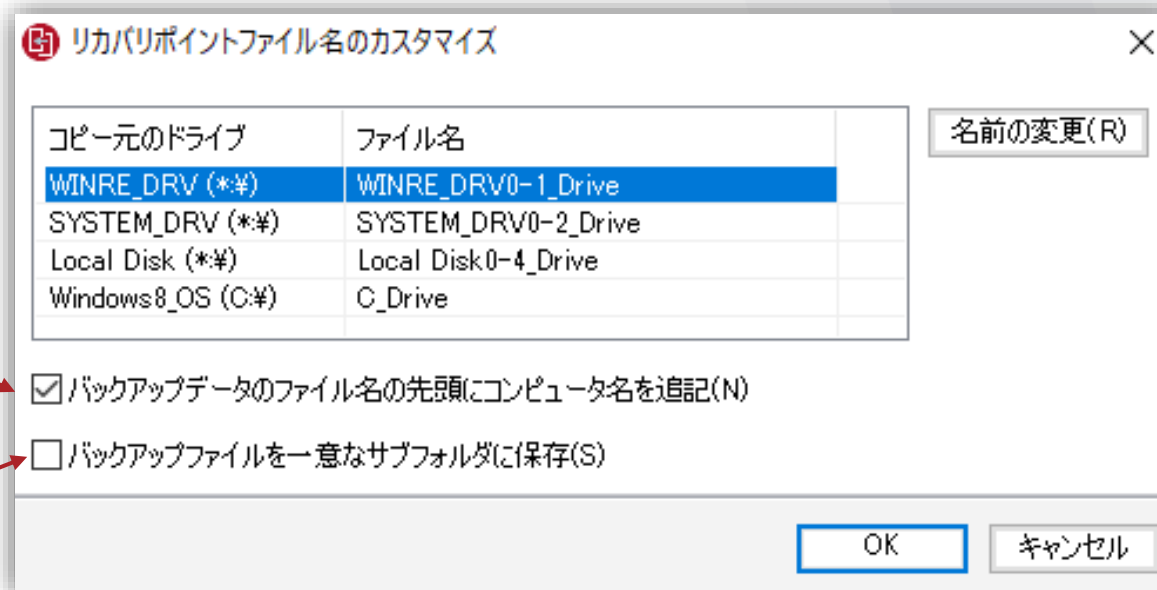 リカバリポイントファイル名のカスタマイズ
コピー元のドライブ ファイル名 名前の変更(R)
WINRE_DRV (*:¥) WINRE_DRV0-1_Drive
SYSTEM_DRV (*:¥) SYSTEM_DRV0-2_Drive
Local Disk (*:¥) Local Disk0-4_Drive
Windows8_OS (C:¥) C_Drive
バックアップデータのファイル名の先頭にコンピュータ名を追記(N)
バックアップファイルを一意なサブフォルダに保存(S)
OK キャンセル